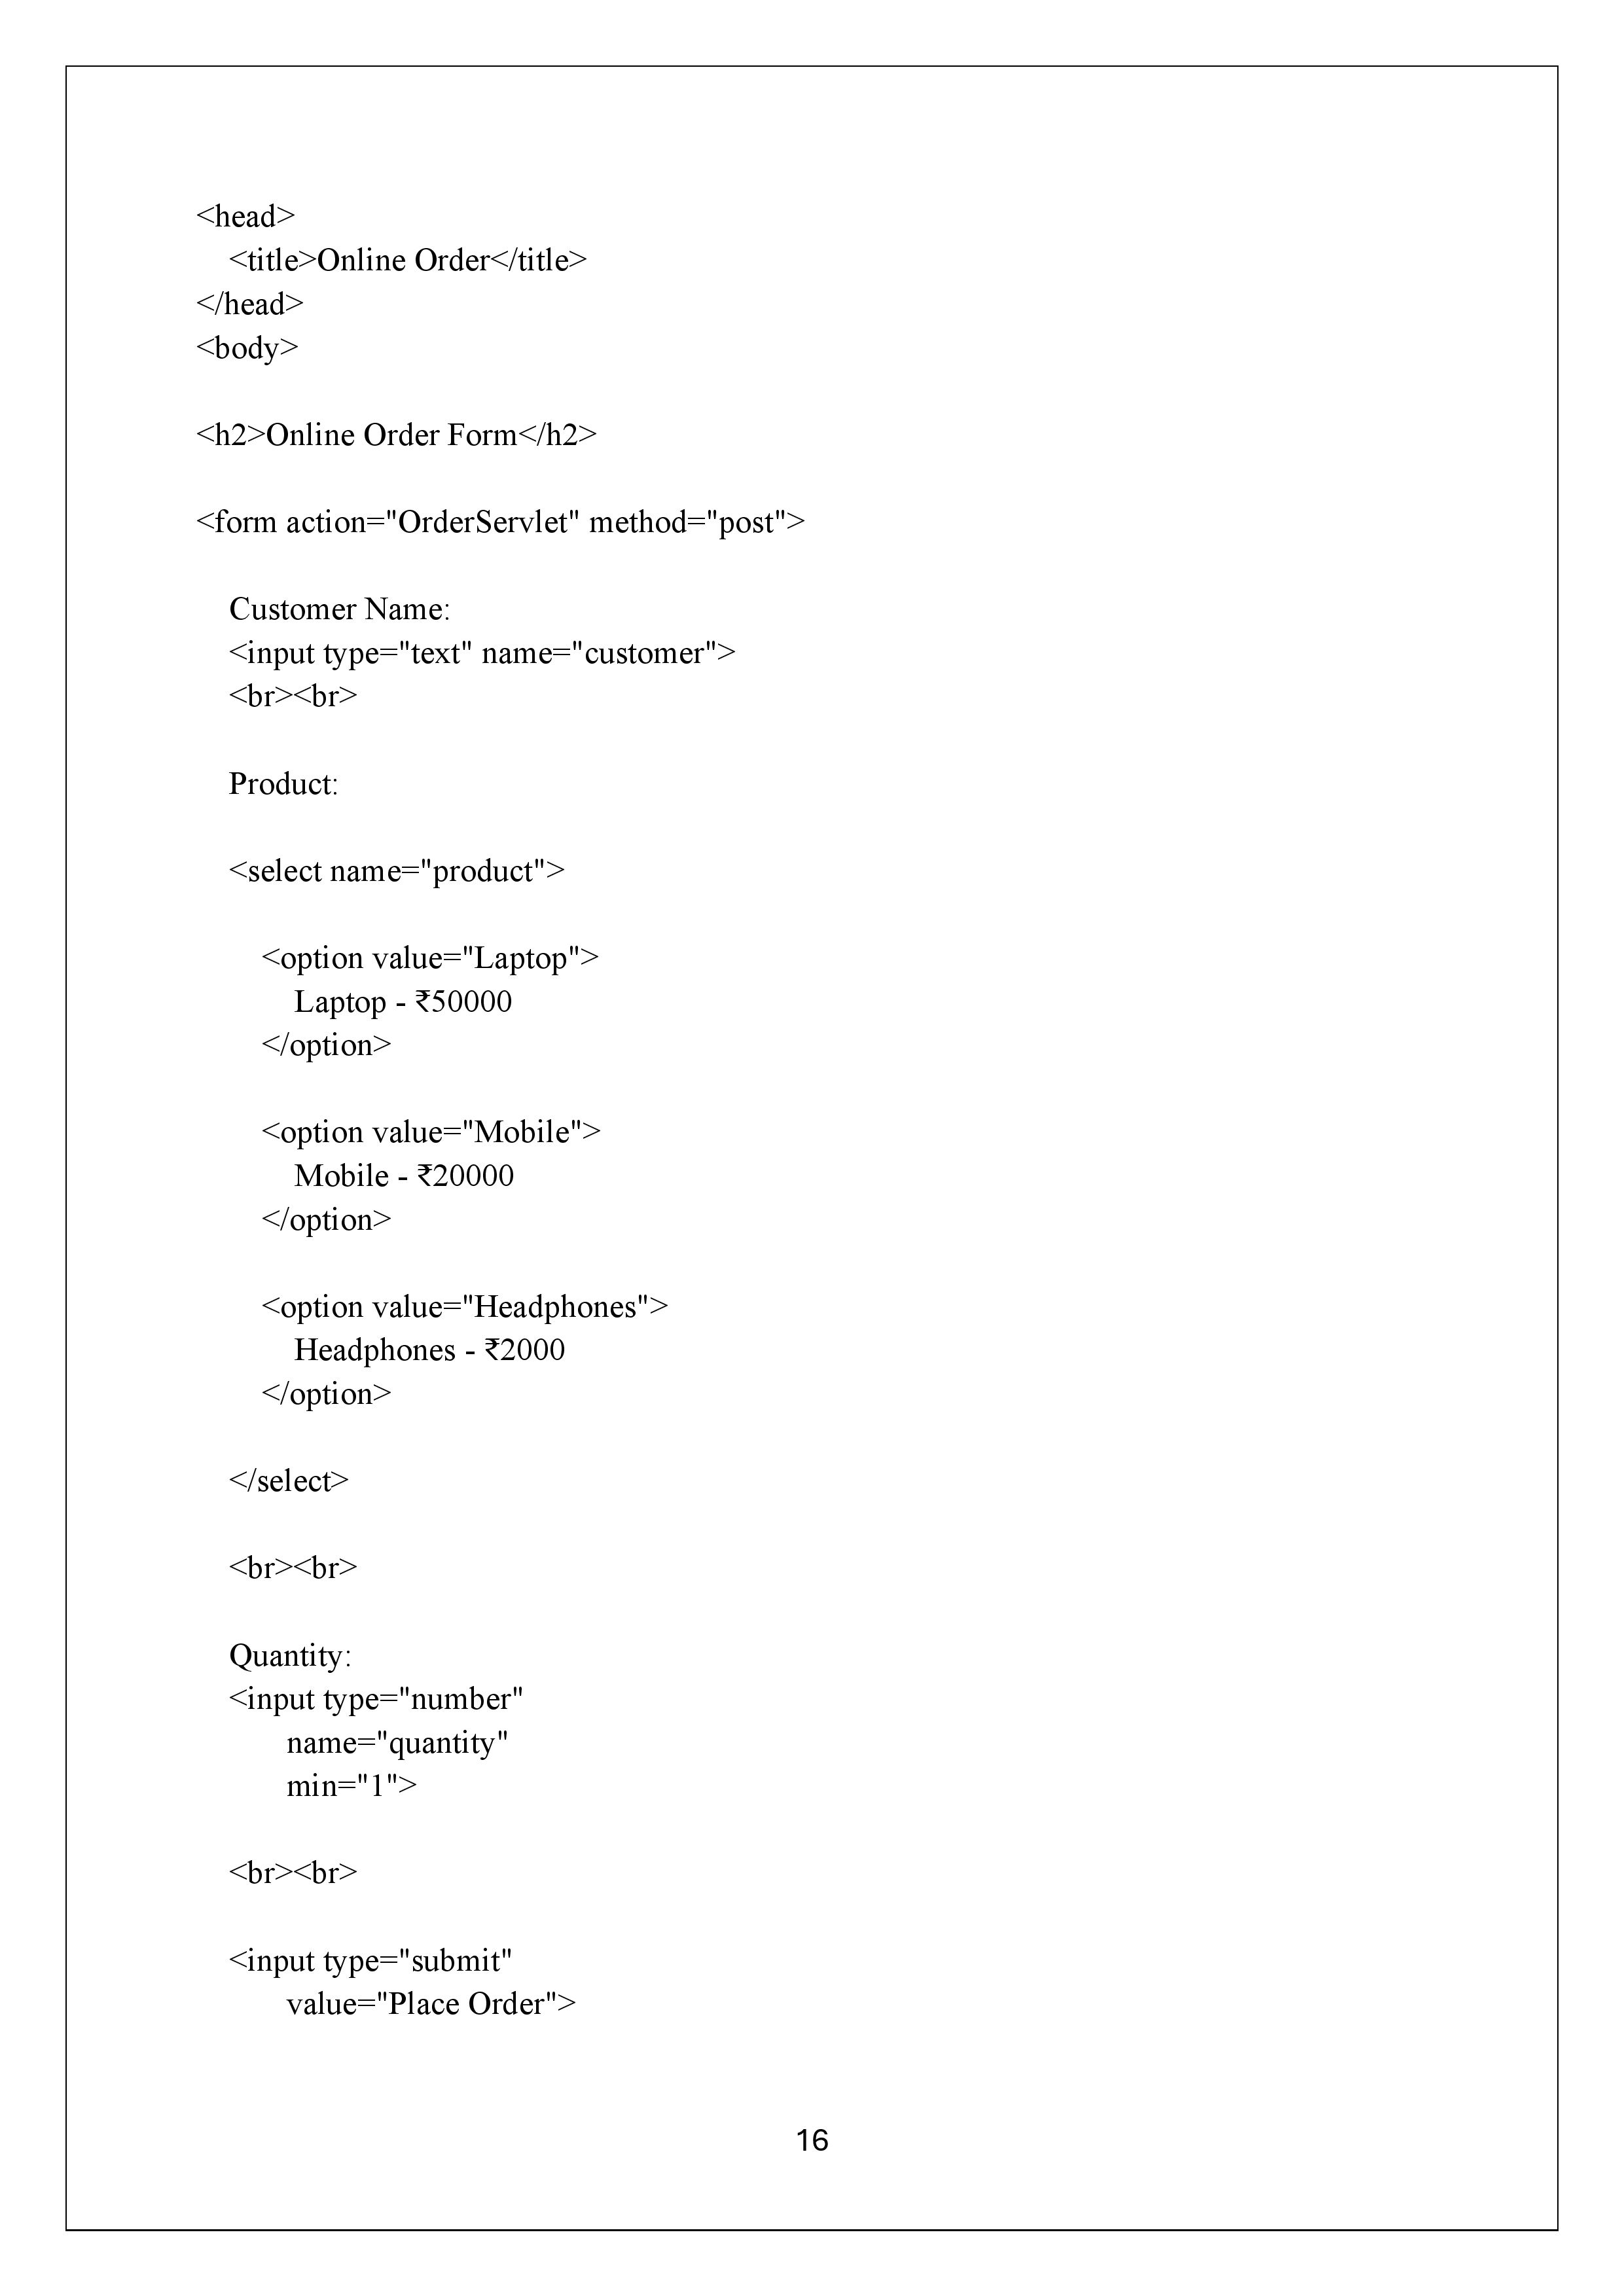 <head>
<title>Online Order</title>
</head>
<body>
<h2>Online Order Form</h2>
<form action="OrderServlet" method="post">
Customer Name:
<input type="text" name="customer">
<br><br>
Product:
<select name="product">
<option value="Laptop">
Laptop - ₹50000
</option>
<option value="Mobile">
Mobile - ₹20000
</option>
<option value="Headphones">
Headphones - ₹2000
</option>
</select>
<br><br>
Quantity:
<input type="number"
name="quantity"
min="1">
<br><br>
<input type="submit"
value="Place Order">
16